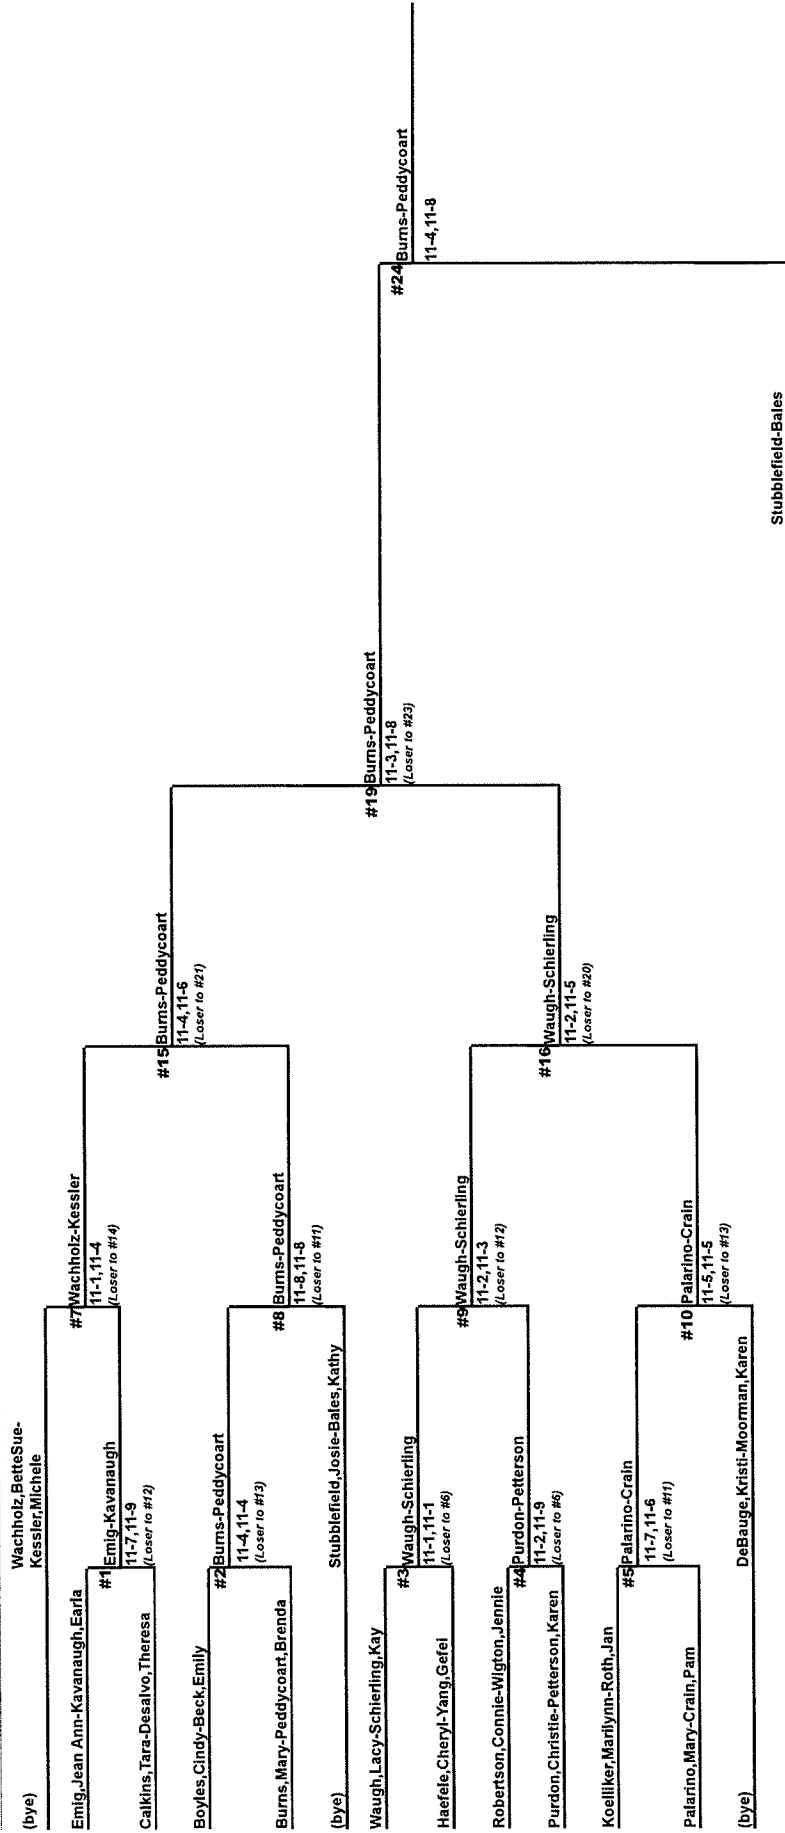 (bye)
Wachholz,BetteSue-
Kessler,Michele
Emig,Jean Ann-Kavanaugh,Earla
#1 Emig-Kavanaugh
11-7,11-9
(Loser to #12)
Calkins,Tara-Desalvo,Theresa
#7 Wachholz-Kessler
11-1,11-4
(Loser to #14)
Boyles,Cindy-Beck,Emily
#2 Burns-Peddycoart
11-4,11-4
(Loser to #13)
Burns,Mary-Peddycoart,Brenda
#8 Burns-Peddycoart
11-8,11-8
(Loser to #11)
(bye)
Stubblefield,Josie-Bales,Kathy
#15 Burns-Peddycoart
11-4,11-6
(Loser to #21)
Waugh,Lacy-Schierling,Kay
#3 Waugh-Schierling
11-1,11-1
(Loser to #6)
Haefele,Cheryl-Yang,Gefei
#9 Waugh-Schierling
11-2,11-3
(Loser to #12)
Robertson,Connie-Wigton,Jennie
#4 Purdon-Petterson
11-2,11-9
(Loser to #6)
Purdon,Christie-Petterson,Karen
#16 Waugh-Schierling
11-2,11-5
(Loser to #20)
Koelliker,Marilynn-Roth,Jan
#5 Palarino-Crain
11-7,11-6
(Loser to #11)
Palarino,Mary-Crain,Pam
#10 Palarino-Crain
11-5,11-5
(Loser to #13)
(bye)
DeBauge,Kristi-Moorman,Karen
#19 Burns-Peddycoart
11-3,11-8
(Loser to #23)
#24 Burns-Peddycoart
11-4,11-8
Stubblefield-Bales